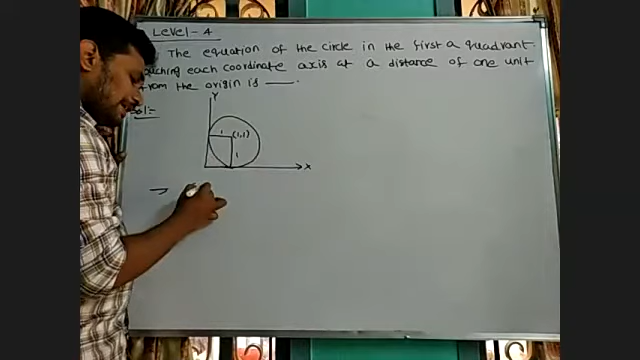 Level - 4
The equation of the circle in the first a quadrant.
touching each coordinate axis at a distance of one unit
from the origin is ___.
Sol:-
Y
1 (1,1)
1
X
→